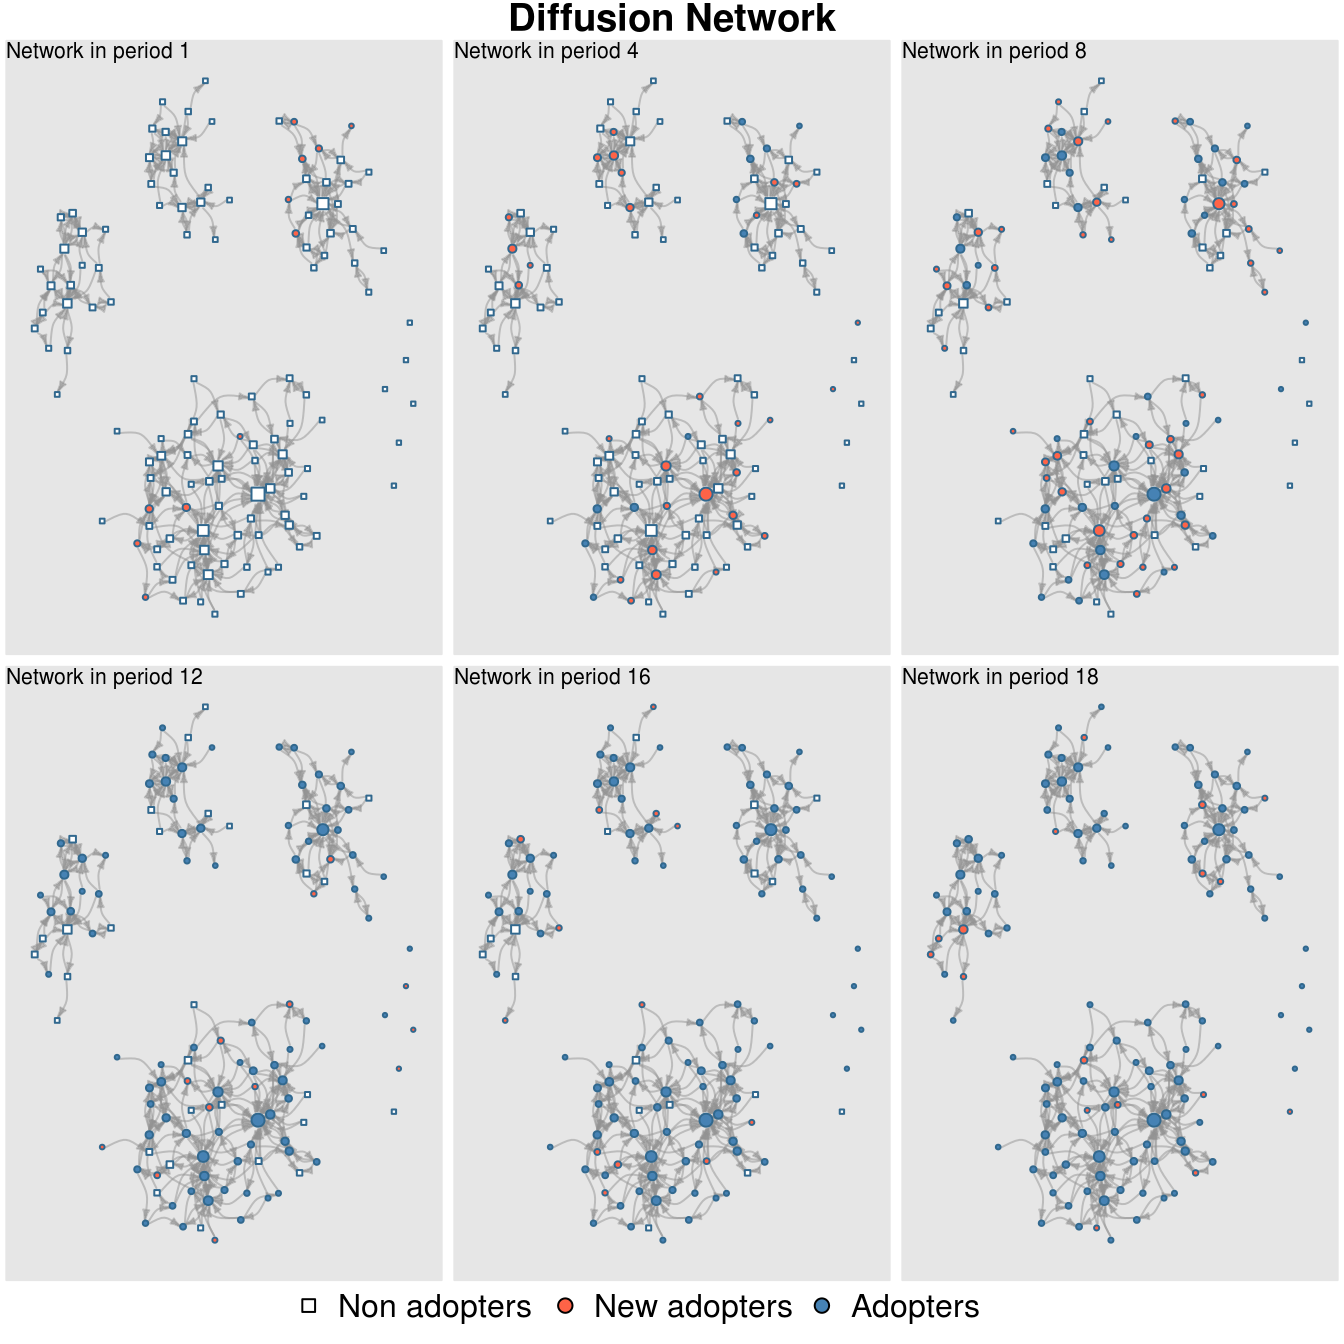 Diffusion Network
Network in period 1
Network in period 4
Network in period 8
Network in period 12
Network in period 16
Network in period 18
Non adopters
New adopters
Adopters